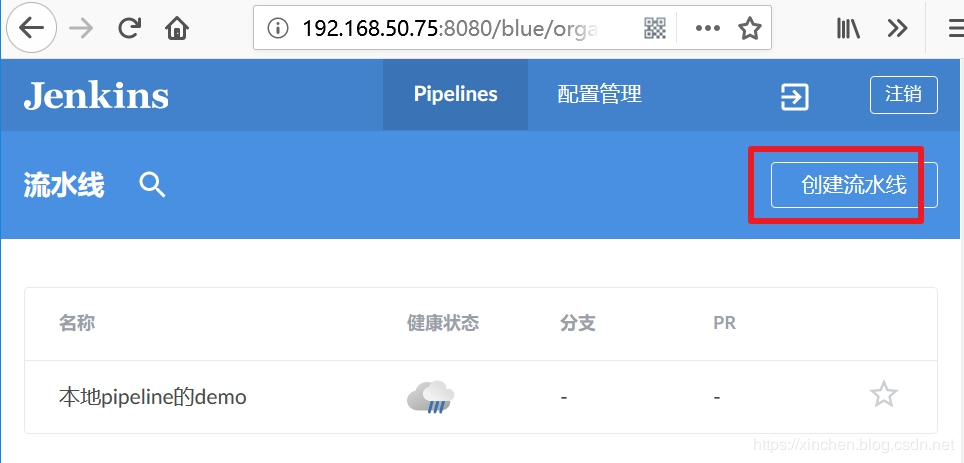 192.168.50.75:8080/blue/orga
Jenkins Pipelines 配置管理 注销
流水线 创建流水线
名称 健康状态 分支 PR
本地pipeline的demo - -
https://xinchen.blog.csdn.net